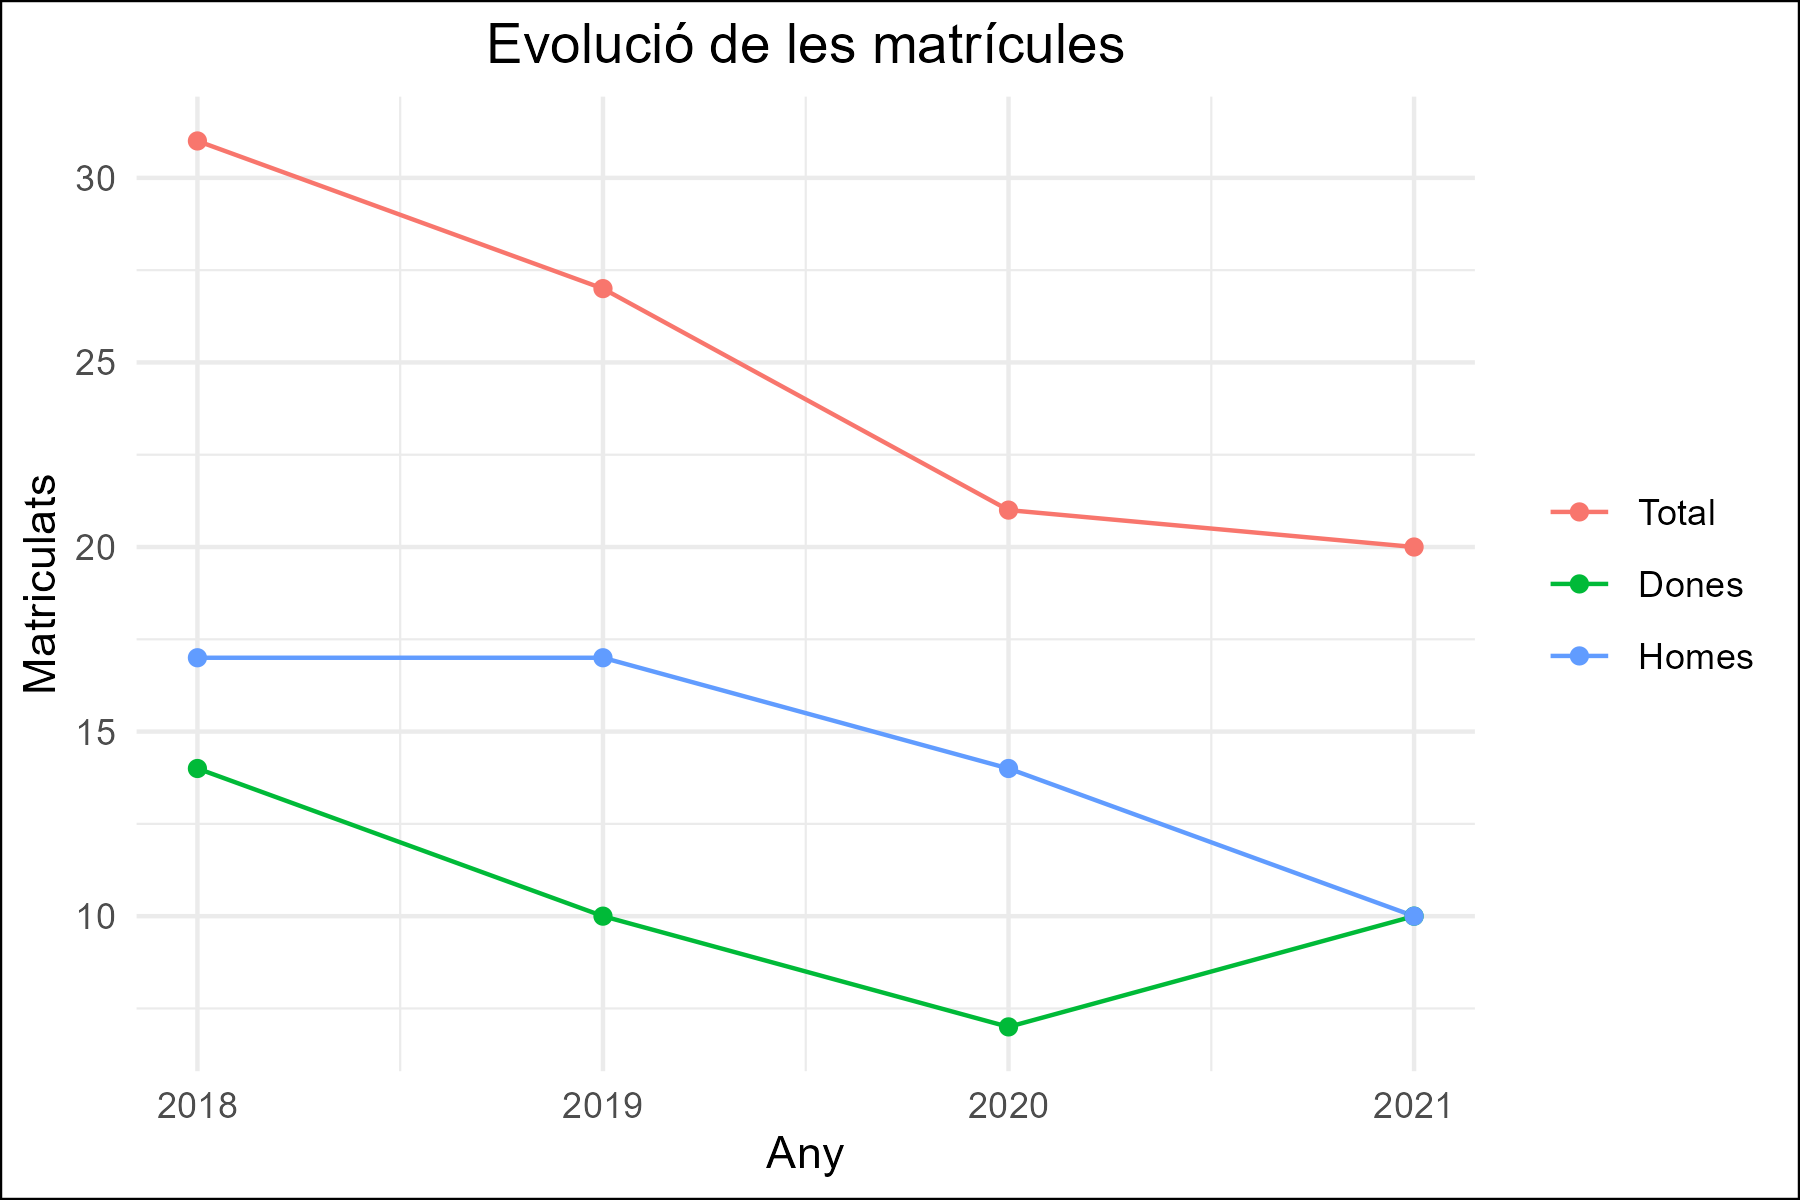 Evolució de les matrícules
Matriculats
30
25
20
15
10
2018 2019 2020 2021
Any
Total
Dones
Homes